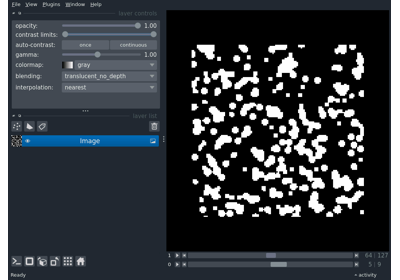 File View Plugins Window Help
layer controls
opacity: 1.00
contrast limits:
auto-contrast: once continuous
gamma: 1.00
colormap: gray
blending: translucent_no_depth
interpolation: nearest
layer list
Image
1 64 127
0 5 9
Ready activity